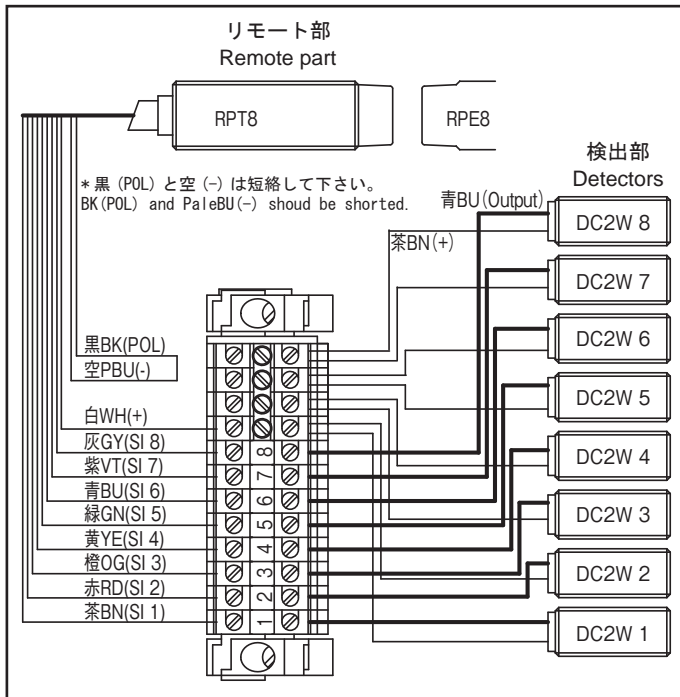 リモート部
Remote part
RPT8
RPE8
*黒 (POL) と空 (-) は短絡して下さい。
BK(POL) and PaleBU(-) shoud be shorted.
青BU(Output)
茶BN(+)
検出部
Detectors
DC2W 8
DC2W 7
DC2W 6
DC2W 5
DC2W 4
DC2W 3
DC2W 2
DC2W 1
黒BK(POL)
空PBU(-)
白WH(+)
灰GY(SI 8)
紫VT(SI 7)
青BU(SI 6)
緑GN(SI 5)
黄YE(SI 4)
橙OG(SI 3)
赤RD(SI 2)
茶BN(SI 1)
8
7
6
5
4
3
2
1